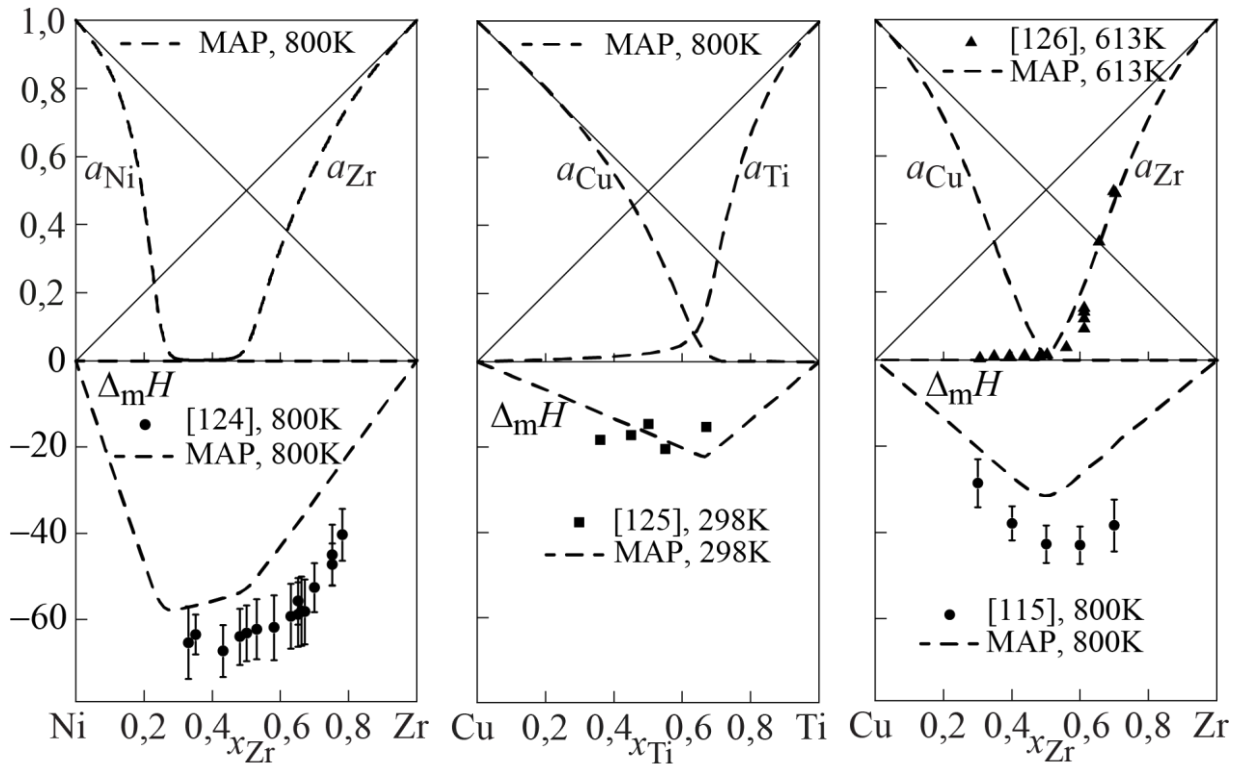 1,0
0,8
0,6
0,4
0,2
0
−20
−40
−60
MAP, 800K
aNi
aZr
ΔmH
[124], 800K
MAP, 800K
Ni 0,2 0,4 0,6 0,8 Zr
xZr
MAP, 800K
aCu
aTi
ΔmH
[125], 298K
MAP, 298K
Cu 0,2 0,4 0,6 0,8 Ti
xTi
[126], 613K
MAP, 613K
aCu
aZr
ΔmH
[115], 800K
MAP, 800K
Cu 0,2 0,4 0,6 0,8 Zr
xZr